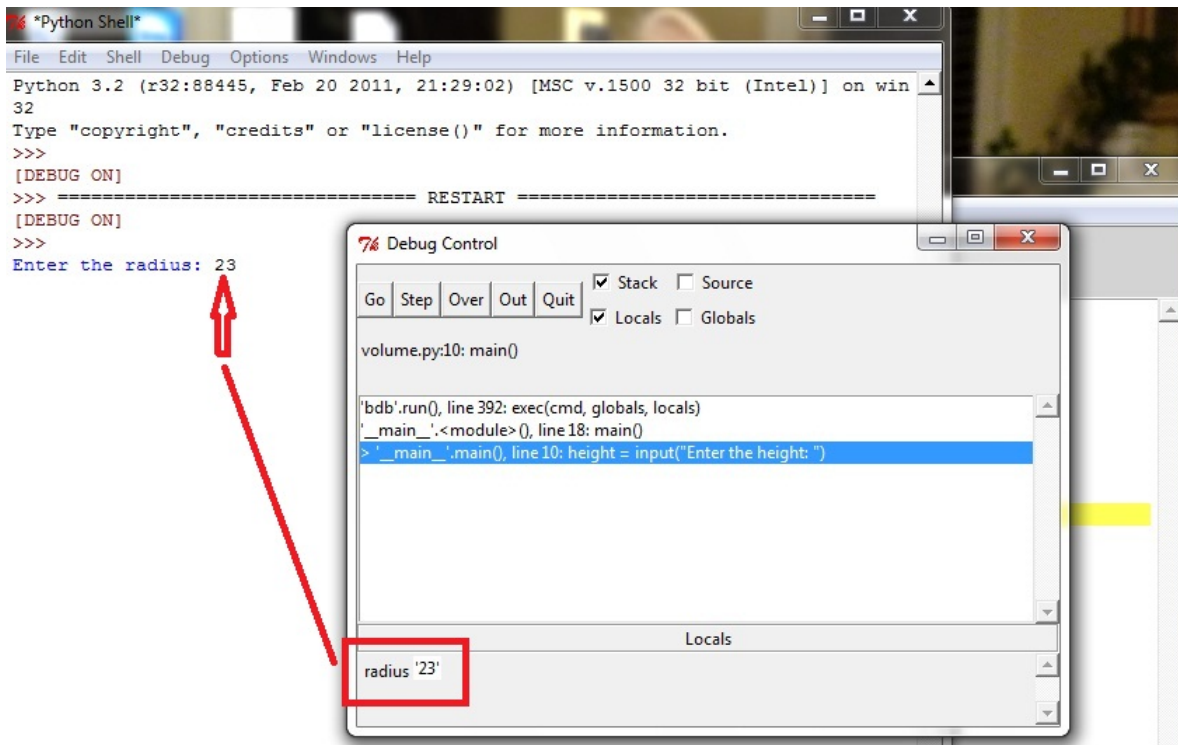 *Python Shell*
File Edit Shell Debug Options Windows Help
Python 3.2 (r32:88445, Feb 20 2011, 21:29:02) [MSC v.1500 32 bit (Intel)] on win
32
Type "copyright", "credits" or "license()" for more information.
>>>
[DEBUG ON]
>>> ================================ RESTART ================================
[DEBUG ON]
>>>
Enter the radius: 23
Debug Control
Go Step Over Out Quit Stack Source
Locals Globals
volume.py:10: main()
'bdb'.run(), line 392: exec(cmd, globals, locals)
'__main__'.<module>(), line 18: main()
> '__main__'.main(), line 10: height = input("Enter the height: ")
Locals
radius '23'